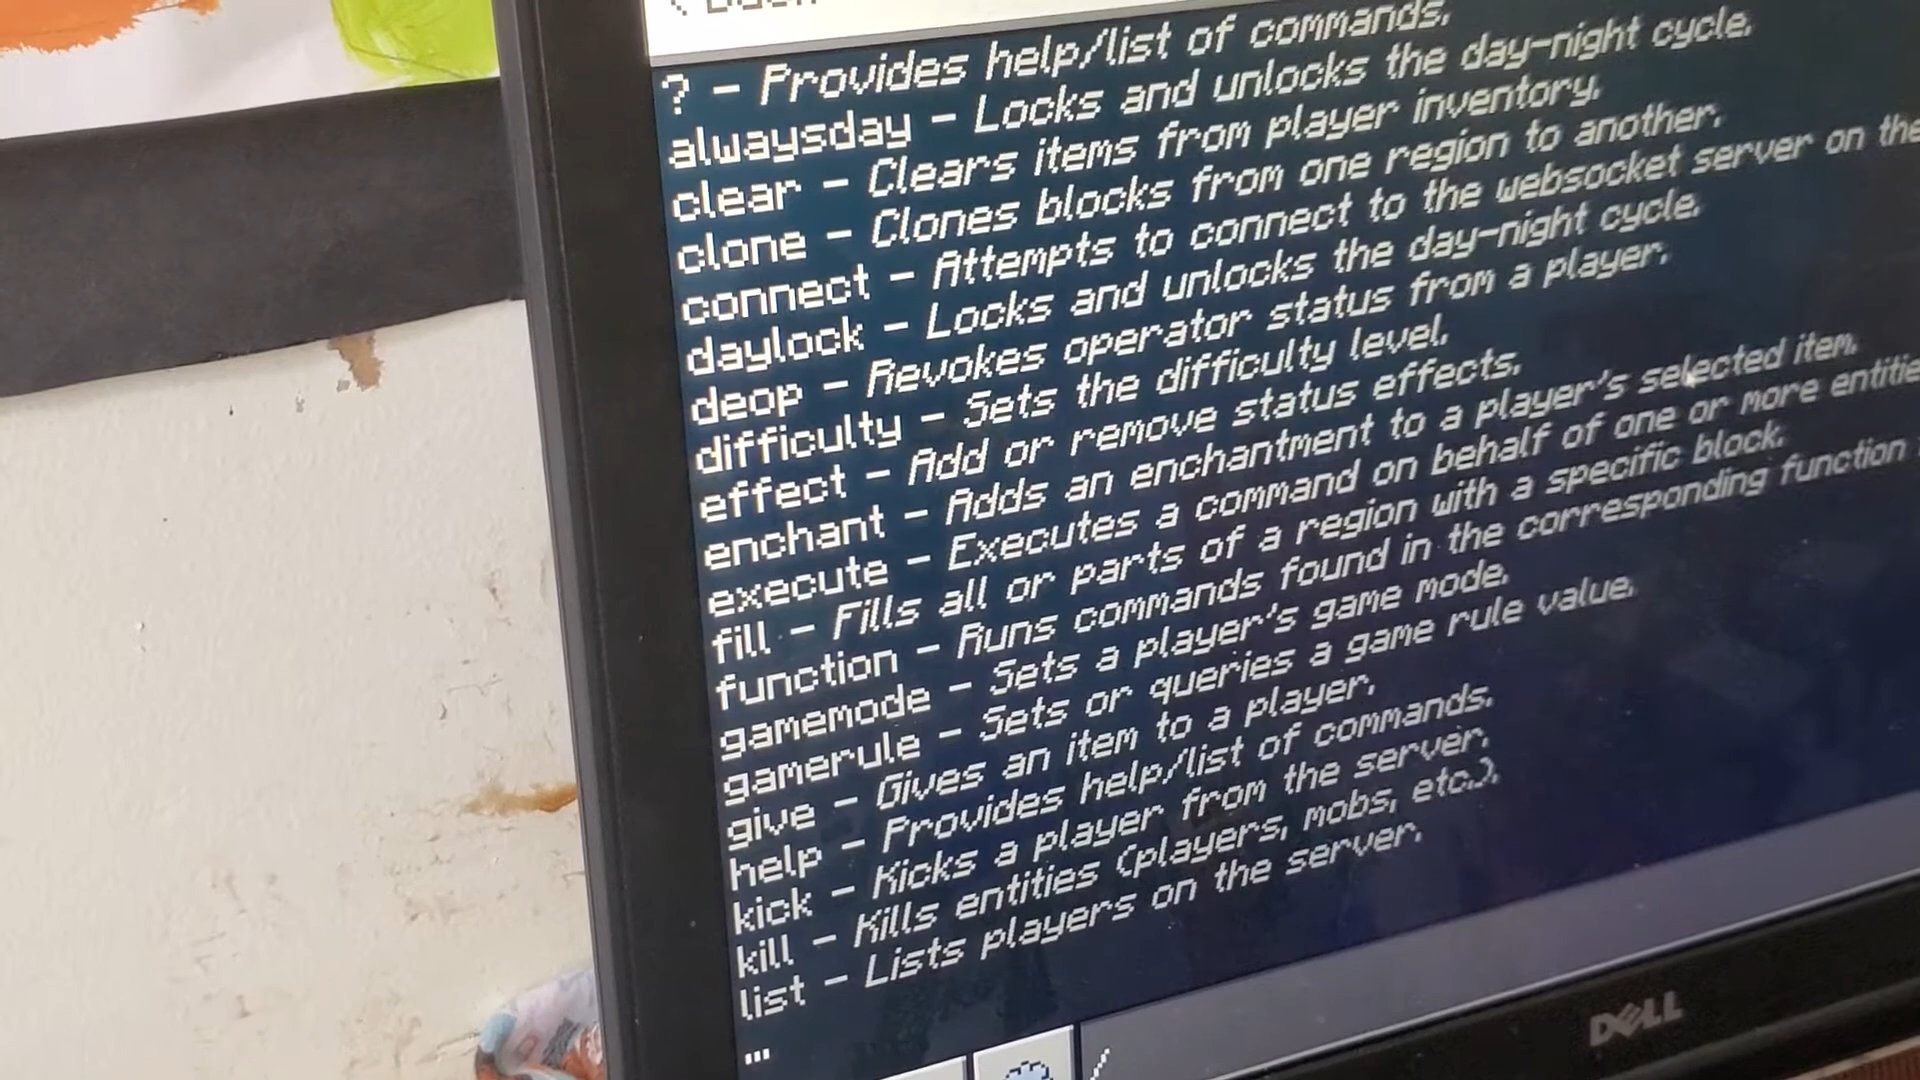 ? - Provides help/list of commands.
alwaysday - Locks and unlocks the day-night cycle.
clear - Clears items from player inventory.
clone - Clones blocks from one region to another.
connect - Attempts to connect to the websocket server on the
daylock - Locks and unlocks the day-night cycle.
deop - Revokes operator status from a player.
difficulty - Sets the difficulty level.
effect - Add or remove status effects.
enchant - Adds an enchantment to a player's selected item.
execute - Executes a command on behalf of one or more
fill - Fills all or parts of a region with a specific block.
function - Runs commands found in the corresponding function
gamemode - Sets a player's game mode.
gamerule - Sets or queries a game rule value.
give - Gives an item to a player.
help - Provides help/list of commands.
kick - Kicks a player from the server.
kill - Kills entities (players, mobs, etc.).
list - Lists players on the server.
...
/
DELL